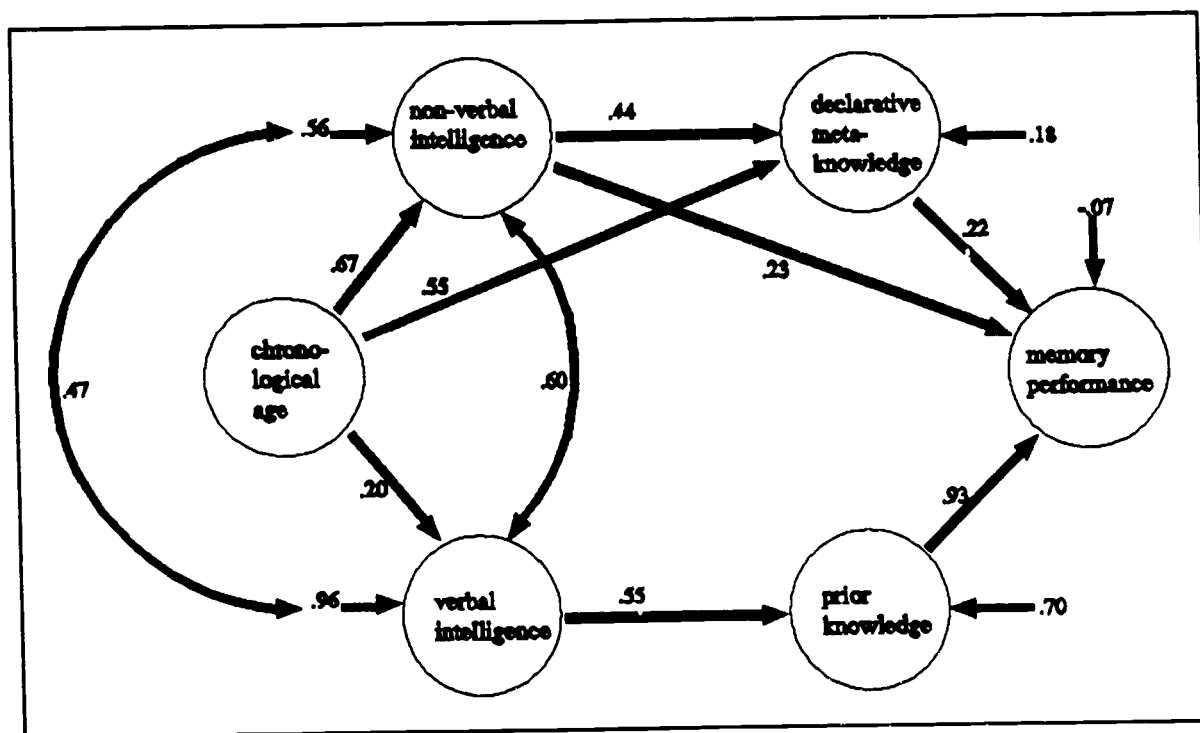 non-verbal
intelligence
.56
.44
declarative
meta-
knowledge
.18
.67
.55
.22
-.07
.23
chrono-
logical
age
.47
.60
memory
performance
.20
.93
.96
verbal
intelligence
.55
prior
knowledge
.70